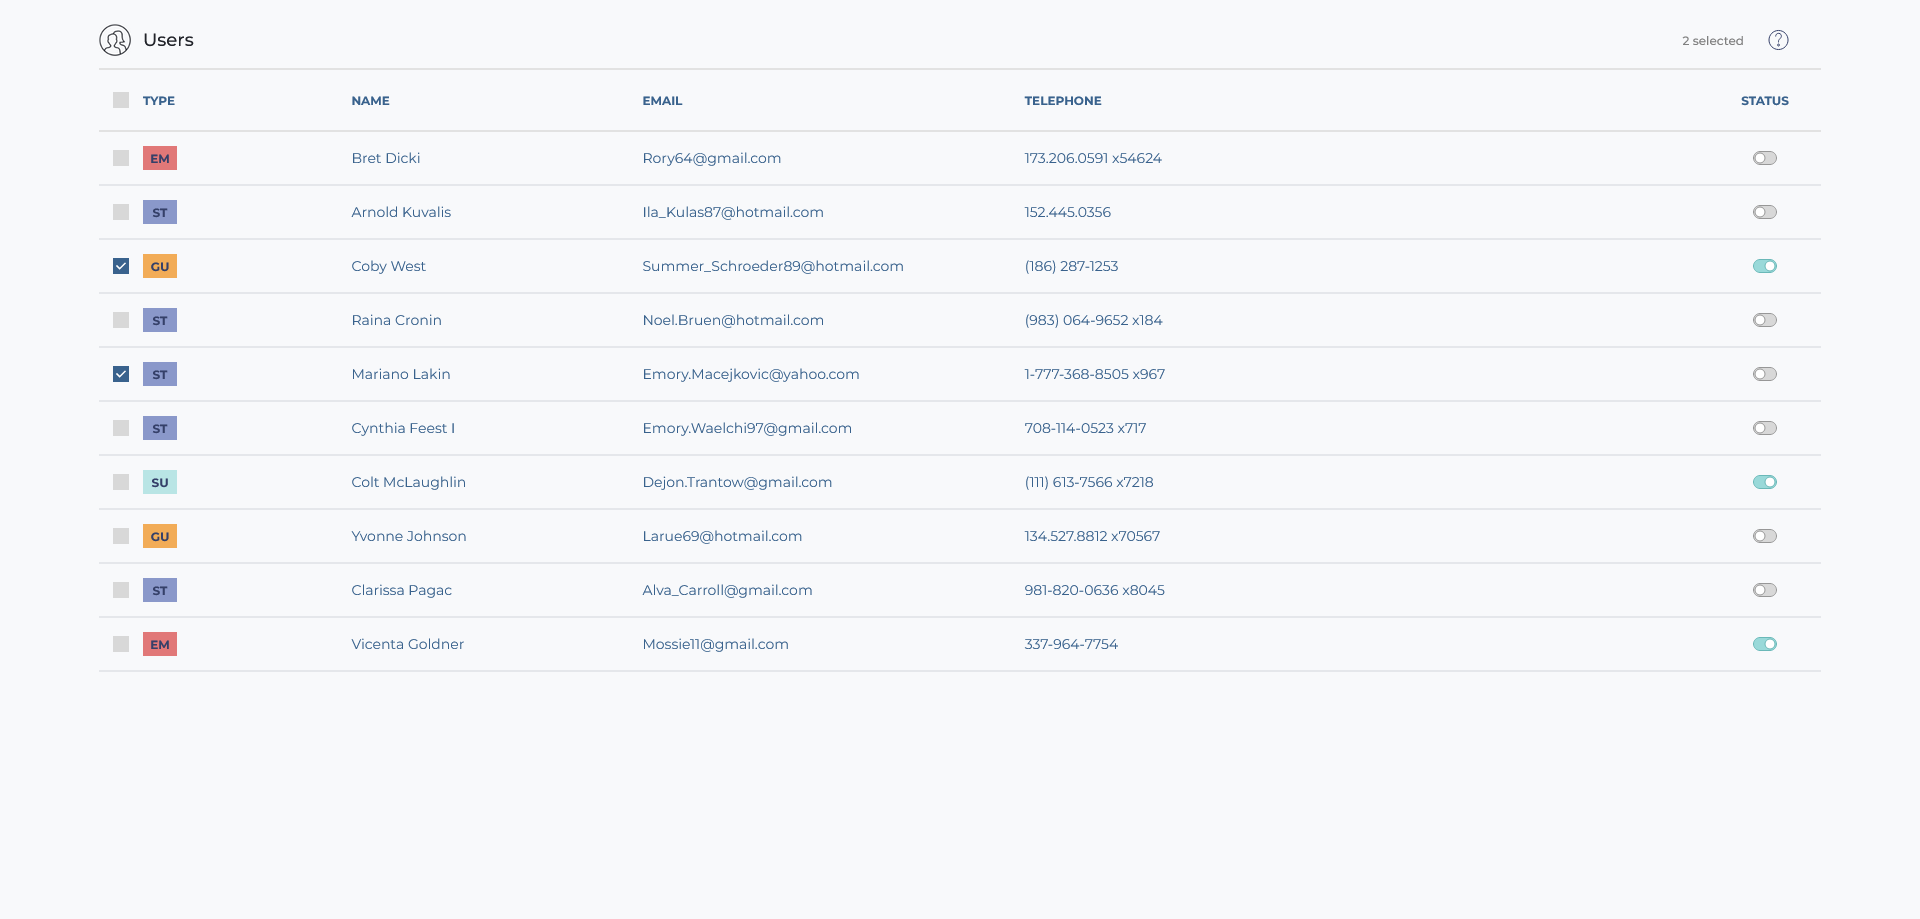 Users
2 selected ?
TYPE NAME EMAIL TELEPHONE STATUS
EM Bret Dicki Rory64@gmail.com 173.206.0591 x54624
ST Arnold Kuvalis Ila_Kulas87@hotmail.com 152.445.0356
GU Coby West Summer_Schroeder89@hotmail.com (186) 287-1253
ST Raina Cronin Noel.Bruen@hotmail.com (983) 064-9652 x184
ST Mariano Lakin Emory.Macejkovic@yahoo.com 1-777-368-8505 x967
ST Cynthia Feest I Emory.Waelchi97@gmail.com 708-114-0523 x717
SU Colt McLaughlin Dejon.Trantow@gmail.com (111) 613-7566 x7218
GU Yvonne Johnson Larue69@hotmail.com 134.527.8812 x70567
ST Clarissa Pagac Alva_Carroll@gmail.com 981-820-0636 x8045
EM Vicenta Goldner Mossie11@gmail.com 337-964-7754